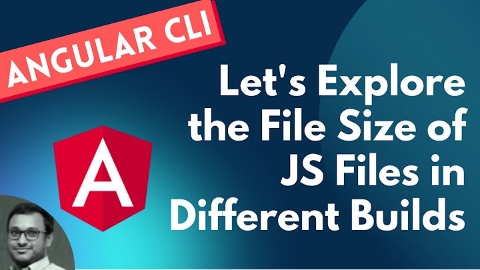 ANGULAR CLI
Let's Explore
the File Size of
JS Files in
Different Builds
A